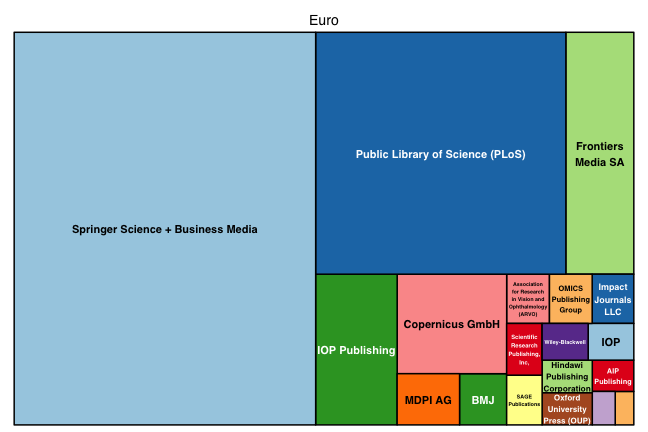 Euro
Springer Science + Business Media
Public Library of Science (PLoS)
Frontiers
Media SA
IOP Publishing
Copernicus GmbH
MDPI AG
BMJ
Association
for Research
in Vision and
Ophthalmology
(ARVO)
OMICS
Publishing
Group
Impact
Journals
LLC
Scientific
Research
Publishing,
Inc,
Wiley-Blackwell
IOP
SAGE
Publications
Hindawi
Publishing
Corporation
AIP
Publishing
Oxford
University
Press (OUP)